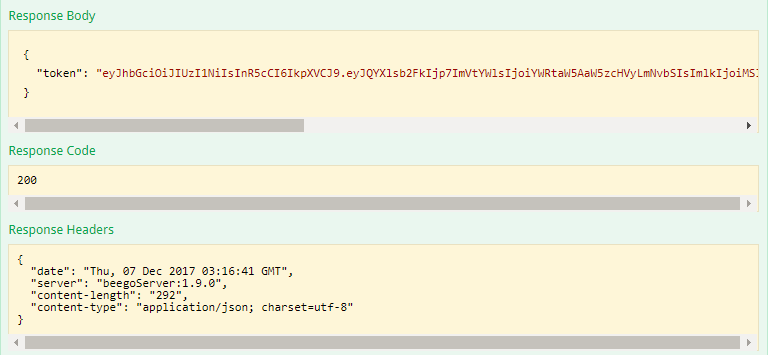 Response Body
{
"token": "eyJhbGciOiJIUzI1NiIsInR5cCI6IkpXVCJ9.eyJQYXlsb2FkIjp7ImVtYWlsIjoiYWRtaW5AaW5zcHVyLmNvbSIsImlkIjoiMSI
}
Response Code
200
Response Headers
{
"date": "Thu, 07 Dec 2017 03:16:41 GMT",
"server": "beegoServer:1.9.0",
"content-length": "292",
"content-type": "application/json; charset=utf-8"
}